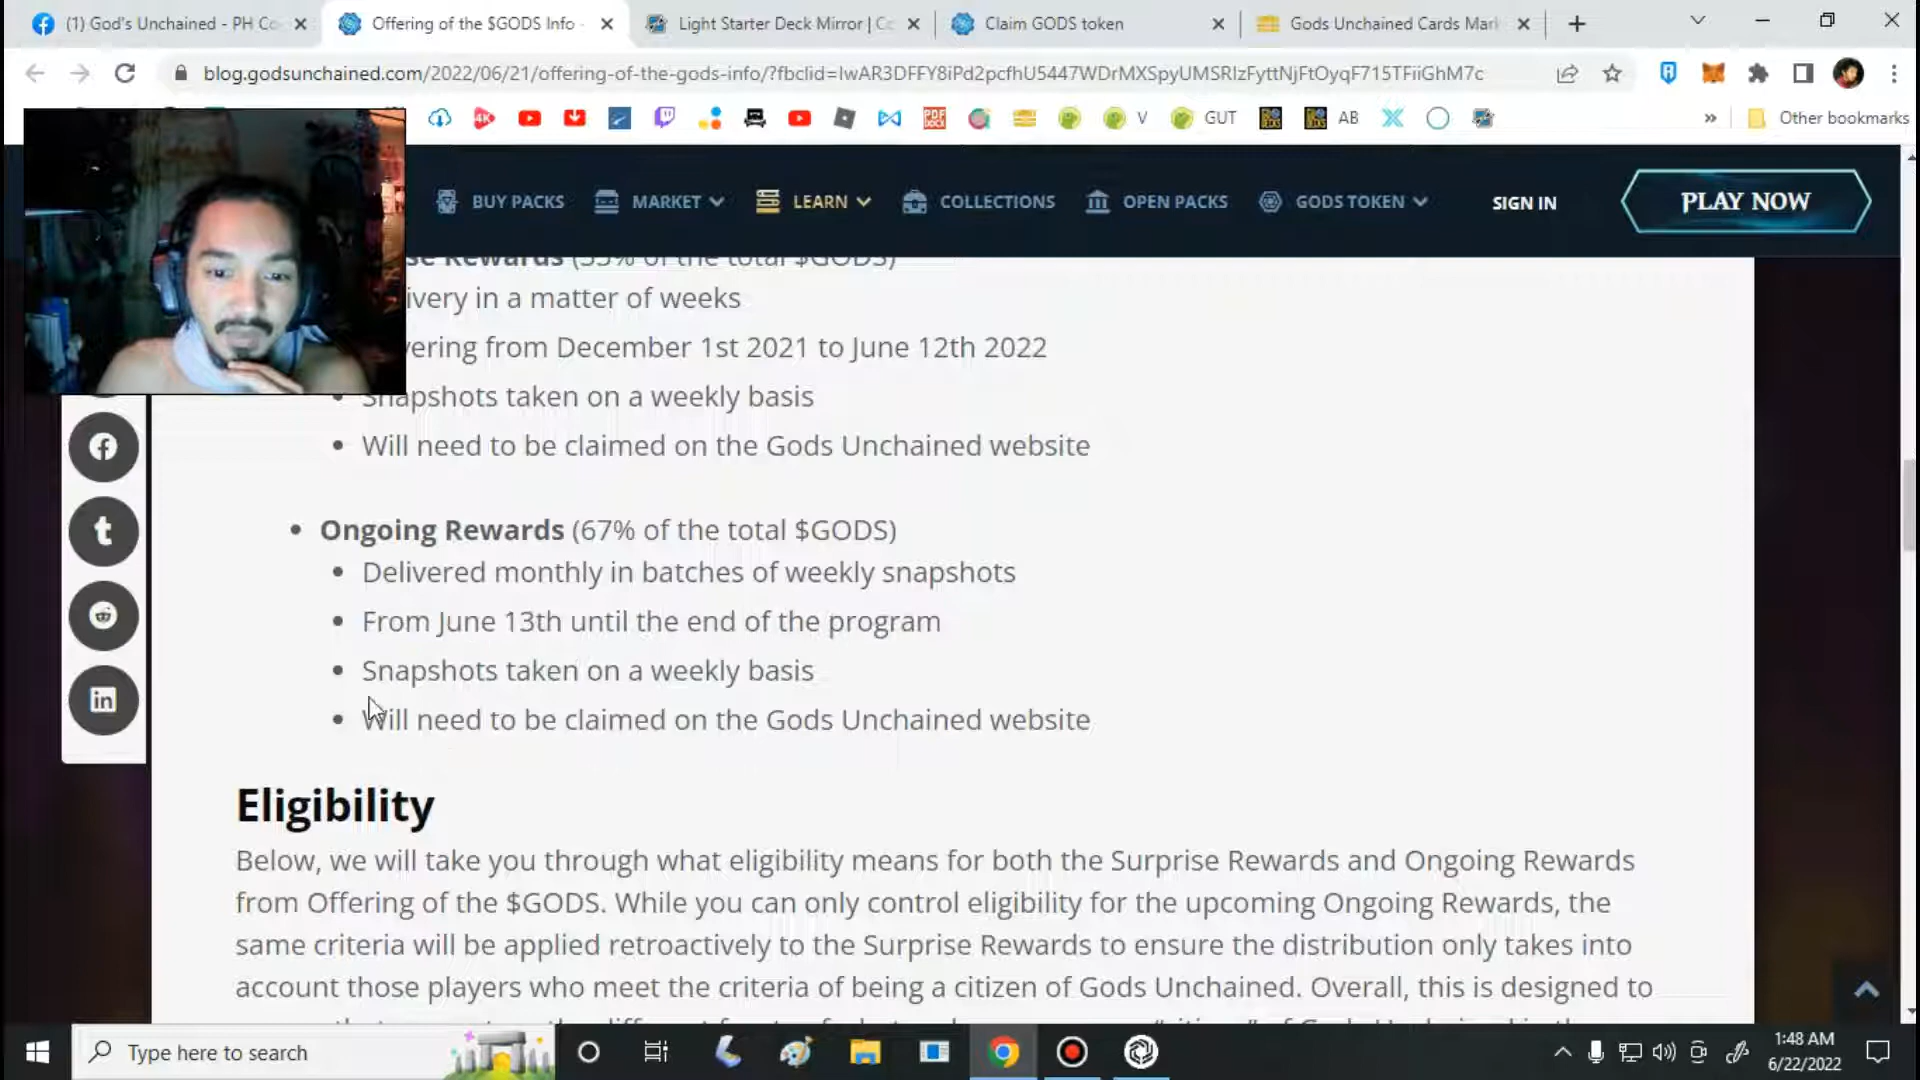 (1) God's Unchained - PH Co
Offering of the $GODS Info
Light Starter Deck Mirror | Co
Claim GODS token
Gods Unchained Cards Mar
blog.godsunchained.com/2022/06/21/offering-of-the-gods-info/?fbclid=IwAR3DFFY8iPd2pcfhU5447WDrMXSpyUMSRIzFyttNjFtOyqF715TFiiGhM7c
4K
PDF DOCK
V
GUT
AB
Other bookmarks
BUY PACKS
MARKET
LEARN
COLLECTIONS
OPEN PACKS
GODS TOKEN
SIGN IN
PLAY NOW
se Rewards (33% of the total $GODS)
ivery in a matter of weeks
vering from December 1st 2021 to June 12th 2022
Snapshots taken on a weekly basis
Will need to be claimed on the Gods Unchained website
Ongoing Rewards (67% of the total $GODS)
Delivered monthly in batches of weekly snapshots
From June 13th until the end of the program
Snapshots taken on a weekly basis
Will need to be claimed on the Gods Unchained website
Eligibility
Below, we will take you through what eligibility means for both the Surprise Rewards and Ongoing Rewards
from Offering of the $GODS. While you can only control eligibility for the upcoming Ongoing Rewards, the
same criteria will be applied retroactively to the Surprise Rewards to ensure the distribution only takes into
account those players who meet the criteria of being a citizen of Gods Unchained. Overall, this is designed to
Type here to search
1:48 AM
6/22/2022